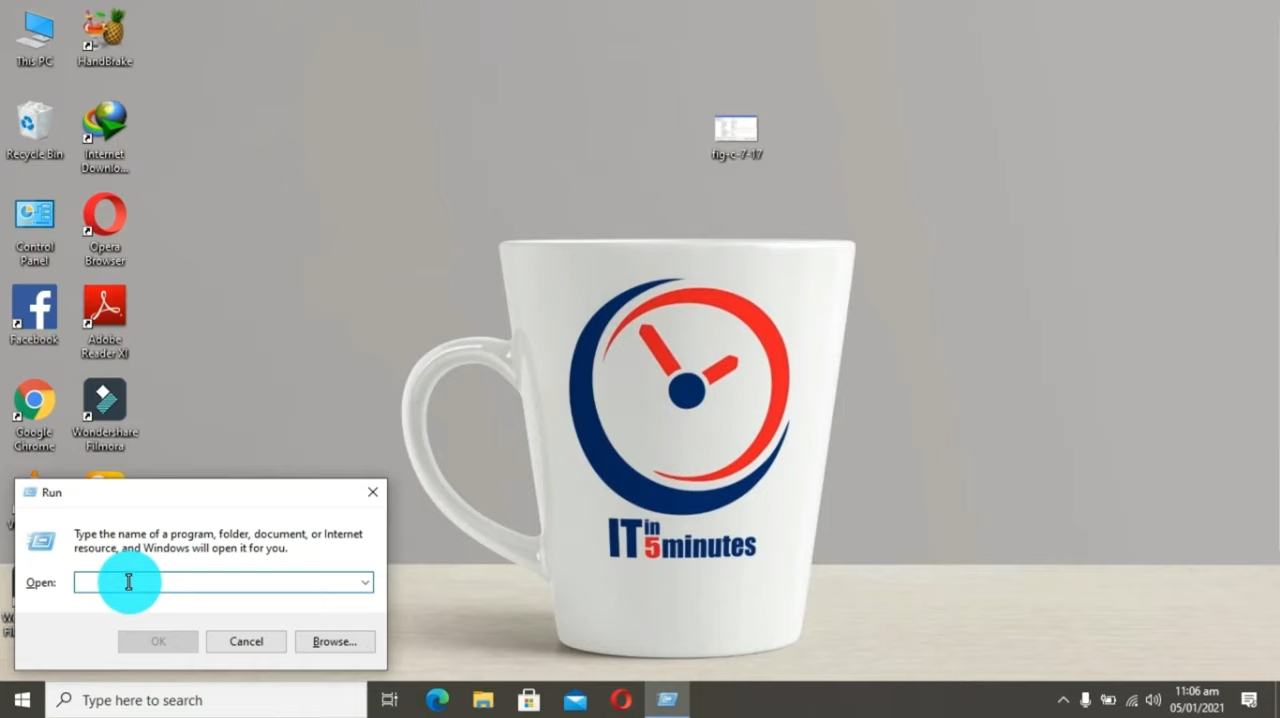 This PC
HandBrake
Recycle Bin
Internet
Downlo...
Control
Panel
Opera
Browser
Facebook
Adobe
Reader XI
Google
Chrome
Wondershare
Filmora
fig-c-7-17
IT in
5minutes
Run
Type the name of a program, folder, document, or Internet
resource, and Windows will open it for you.
Open:
OK
Cancel
Browse...
Type here to search
11:06 am
05/01/2021